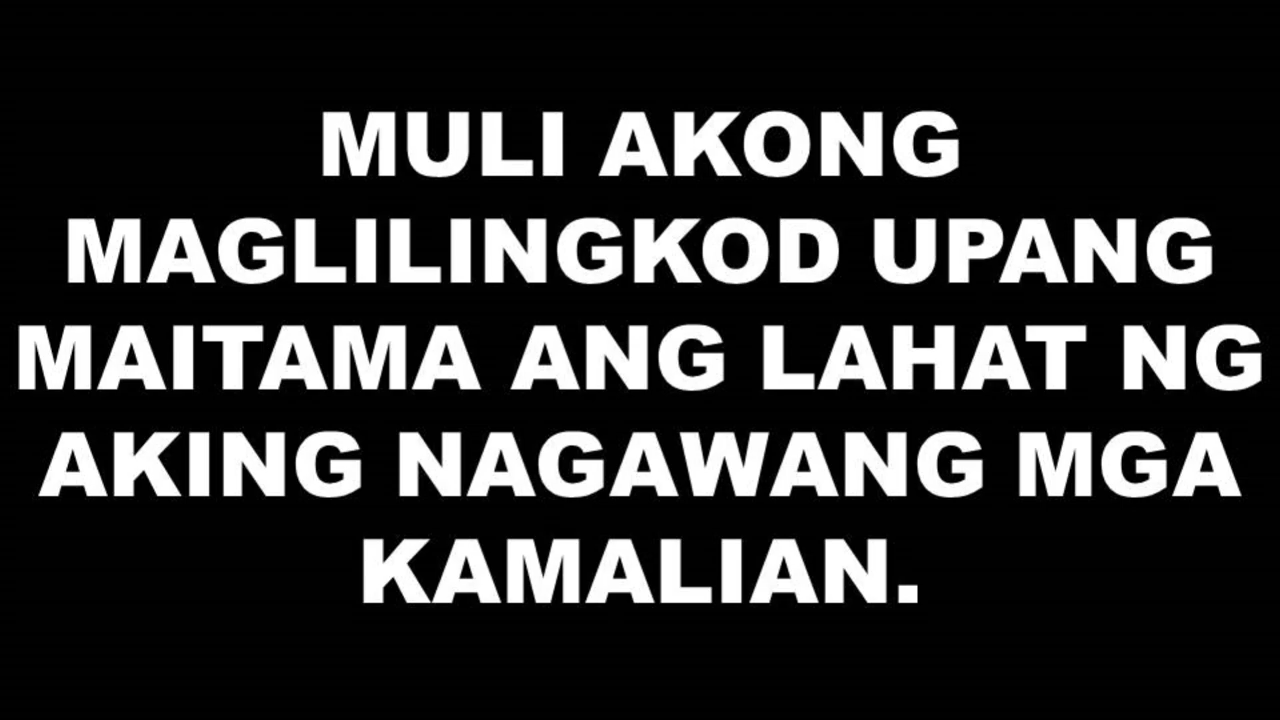 MULI AKONG
MAGLILINGKOD UPANG
MAITAMA ANG LAHAT NG
AKING NAGAWANG MGA
KAMALIAN.